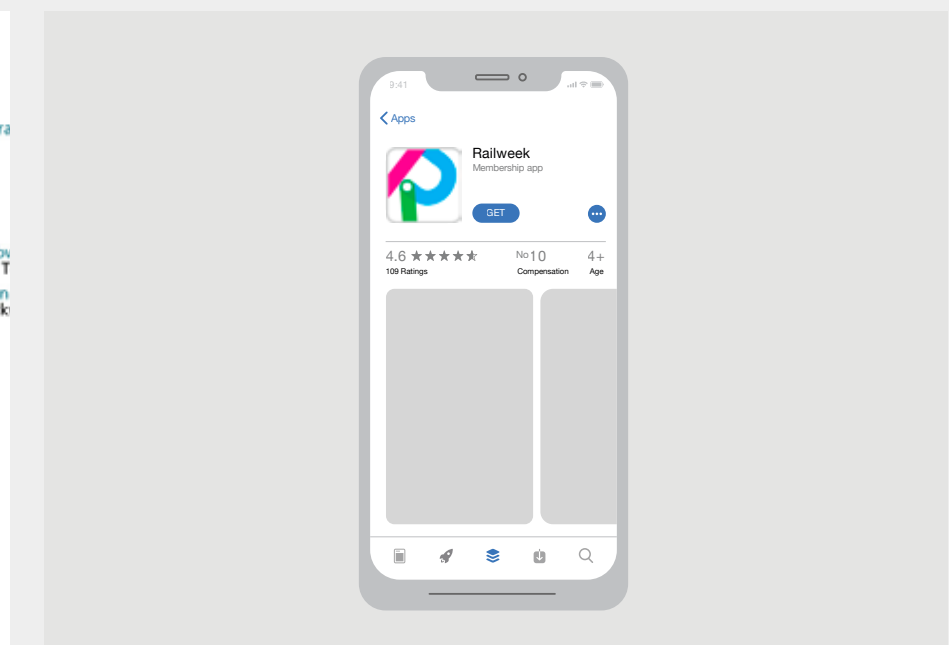 9:41
Apps
Railweek
Membership app
GET
4.6
No10
4+
109 Ratings
Compensation
Age